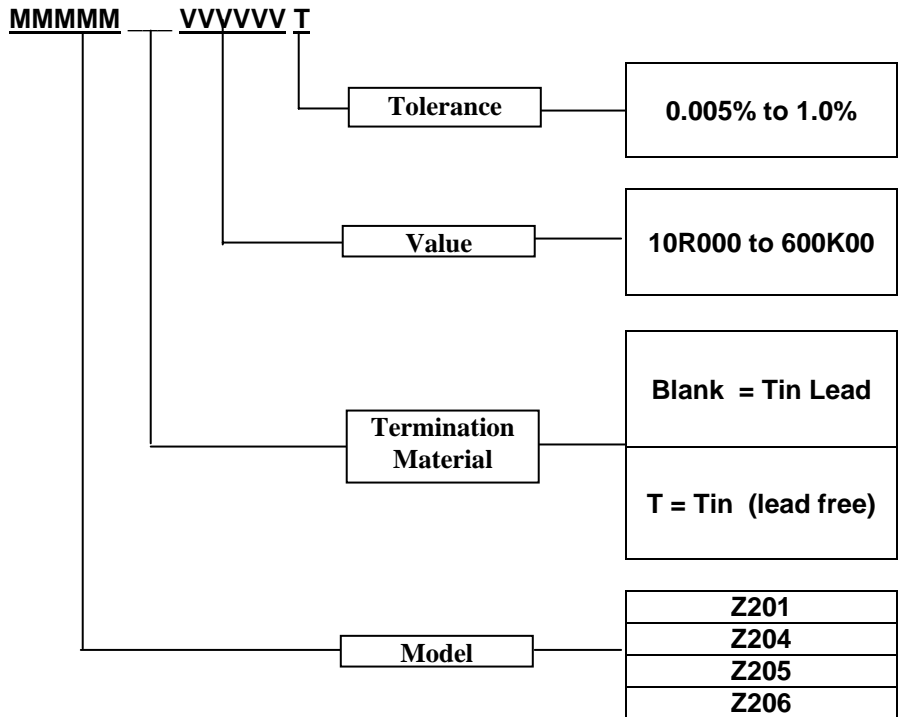 MMMMM ___ VVVVVV T
Tolerance
0.005% to 1.0%
Value
10R000 to 600K00
Blank = Tin Lead
Termination
Material
T = Tin (lead free)
Z201
Z204
Model
Z205
Z206